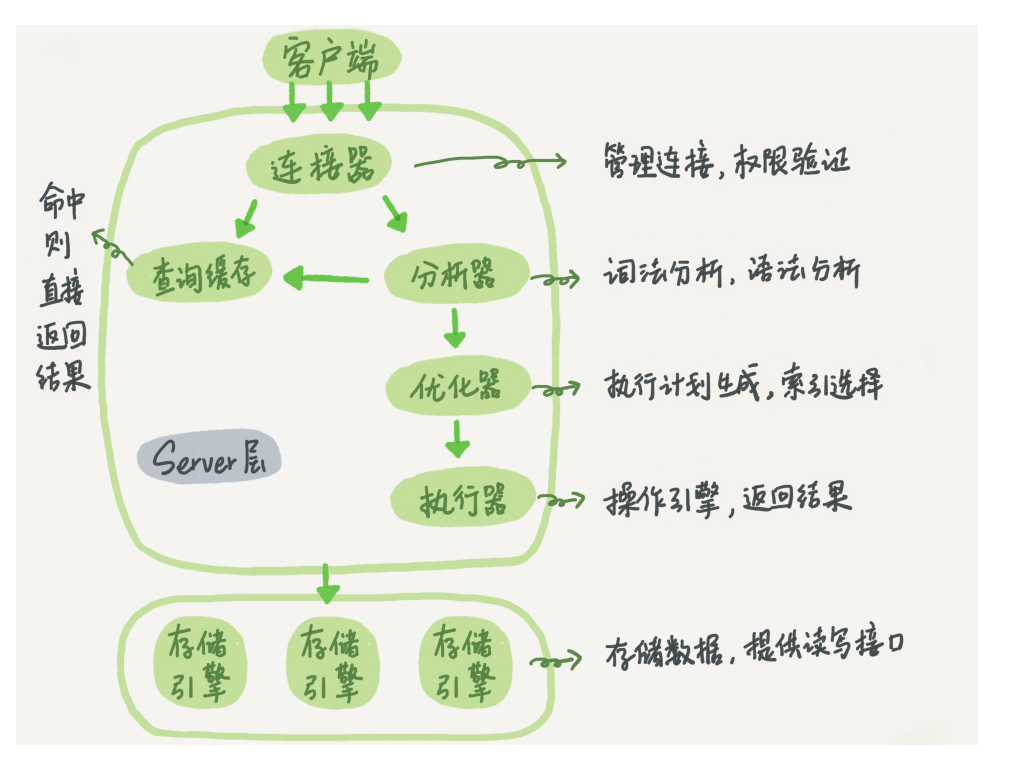 客户端
连接器
管理连接，权限验证
命中
则
直接
返回
结果
查询缓存
分析器
词法分析，语法分析
优化器
执行计划生成，索引选择
Server层
执行器
操作引擎，返回结果
存储
引擎
存储
引擎
存储
引擎
存储数据，提供读写接口